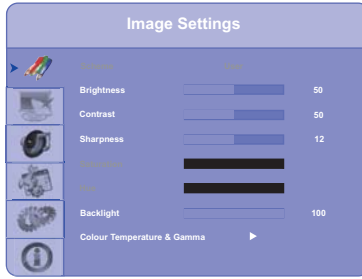 Image Settings
Brightness 50
Contrast 50
Sharpness 12
Backlight 100
Colour Temperature & Gamma